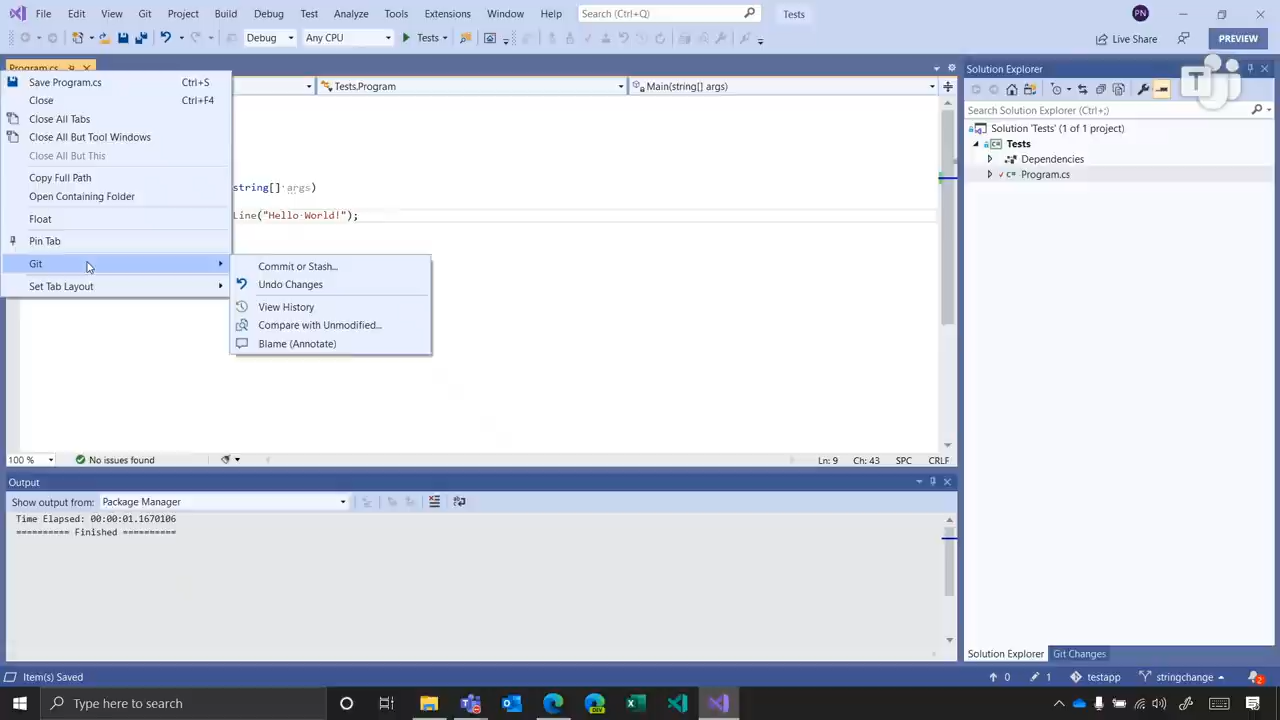 File Edit View Git Project Build Debug Test Analyze Tools Extensions Window Help Search (Ctrl+Q) Tests PN
Debug Any CPU Tests Live Share PREVIEW
Program.cs
Tests.Program Main(string[] args)
Save Program.cs Ctrl+S
Close Ctrl+F4
Close All Tabs
Close All But Tool Windows
Close All But This
Copy Full Path
Open Containing Folder
Float
Pin Tab
Git
Set Tab Layout
Commit or Stash...
Undo Changes
View History
Compare with Unmodified...
Blame (Annotate)
string[] args)
Line("Hello World!");
100 % No issues found Ln: 9 Ch: 43 SPC CRLF
Output
Show output from: Package Manager
Time Elapsed: 00:00:01.1670106
========== Finished ==========
Solution Explorer
T
Search Solution Explorer (Ctrl+;)
Solution 'Tests' (1 of 1 project)
C# Tests
Dependencies
C# Program.cs
Solution Explorer Git Changes
Item(s) Saved 0 1 testapp stringchange 2
Type here to search DEV